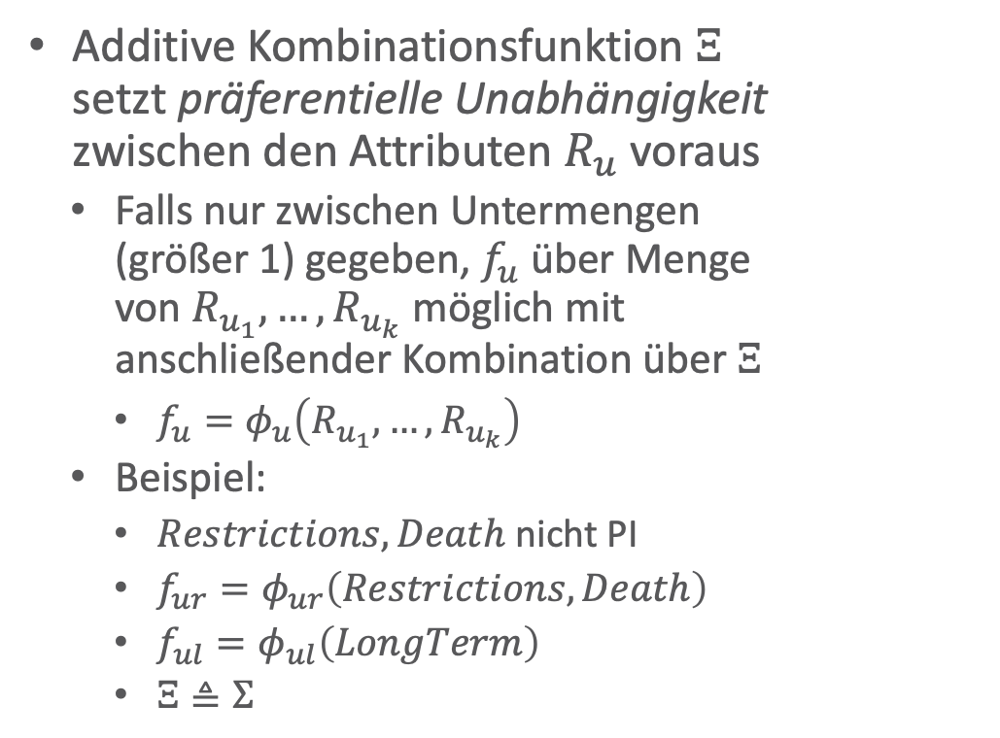 • Additive Kombinationsfunktion Ξ
setzt präferentielle Unabhängigkeit
zwischen den Attributen Rᵤ voraus
• Falls nur zwischen Untermengen
(größer 1) gegeben, fᵤ über Menge
von R_{u_1}, … , R_{u_k} möglich mit
anschließender Kombination über Ξ
• f_u = ϕ_u(R_{u_1}, … , R_{u_k})
• Beispiel:
• Restrictions, Death nicht PI
• f_{ur} = ϕ_{ur}(Restrictions, Death)
• f_{ul} = ϕ_{ul}(LongTerm)
• Ξ ≙ Σ